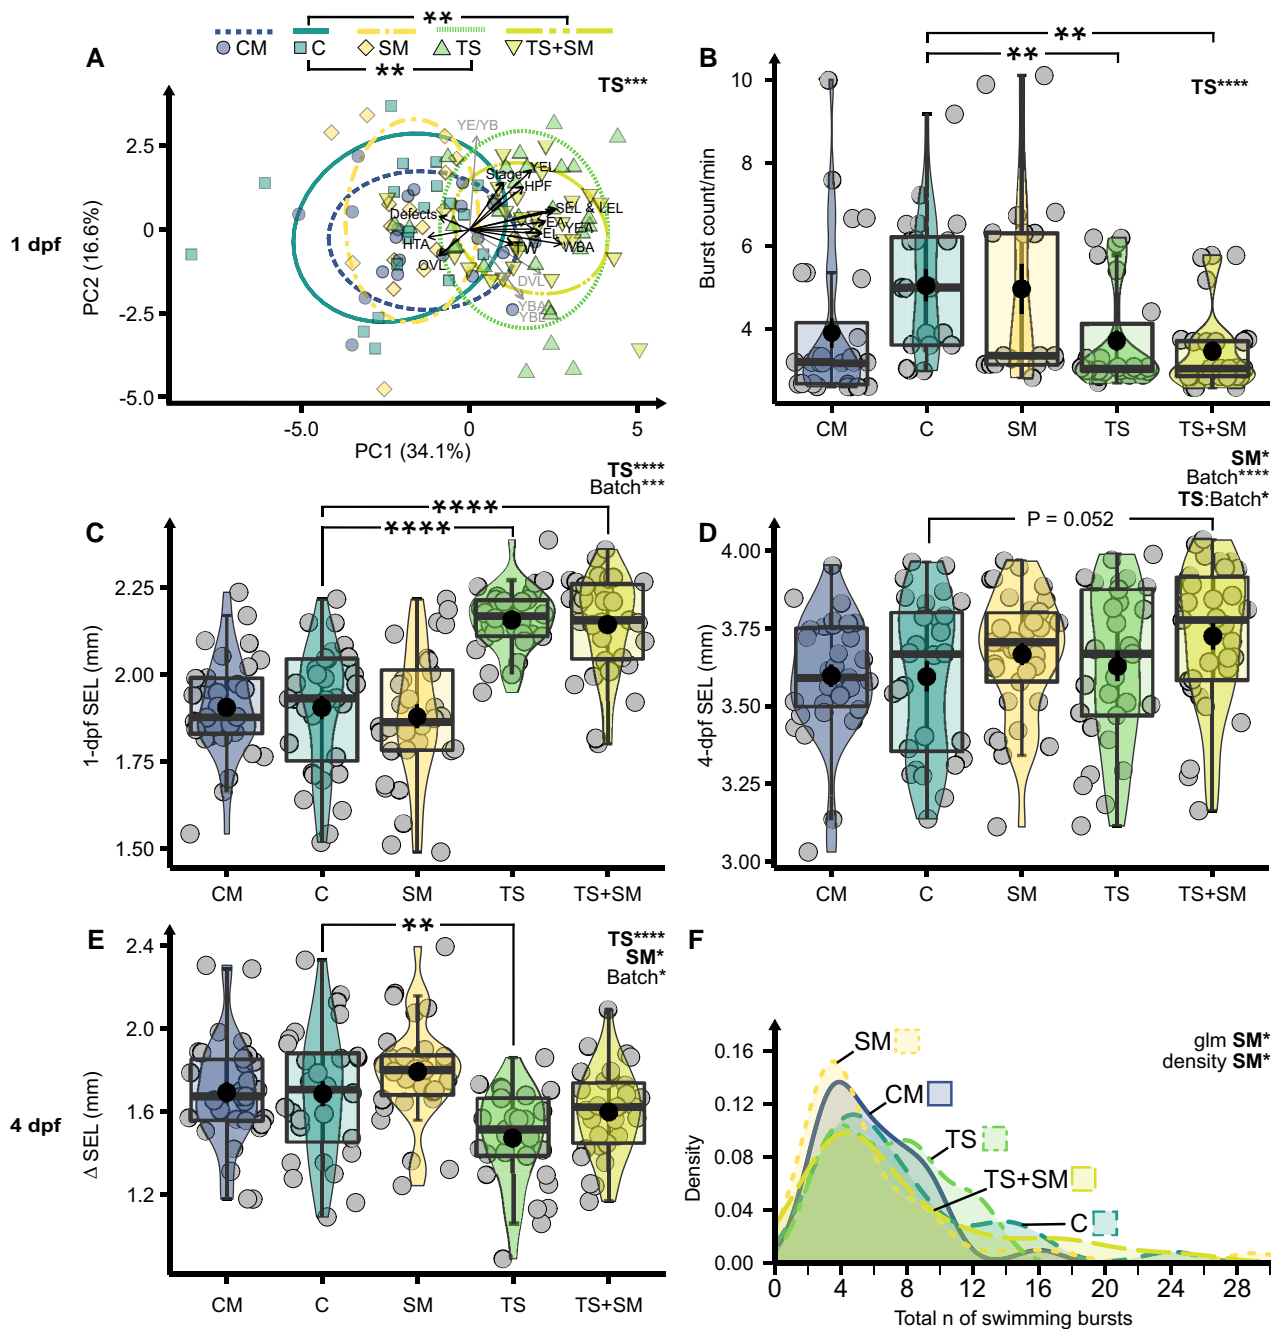 **
CM C SM TS TS+SM
**
A
TS***
YE/YB
YEL
Stage
HPF
SEL & LEL
Defects
EA
YEA
EL
HTA
TW
WBA
OVL
DVL
YBA
YBL
2.5
0
-2.5
-5.0
PC2 (16.6%)
-5.0 0 5
PC1 (34.1%)
1 dpf
B
**
**
TS****
10
8
6
4
Burst count/min
CM C SM TS TS+SM
C
TS****
Batch***
****
****
2.25
2.00
1.75
1.50
1-dpf SEL (mm)
CM C SM TS TS+SM
D
SM*
Batch****
TS:Batch*
P = 0.052
4.00
3.75
3.50
3.25
3.00
4-dpf SEL (mm)
CM C SM TS TS+SM
4 dpf
E
**
TS****
SM*
Batch*
2.4
2.0
1.6
1.2
Δ SEL (mm)
CM C SM TS TS+SM
F
glm SM*
density SM*
SM
CM
TS
TS+SM
C
0.16
0.12
0.08
0.04
0.00
Density
0 4 8 12 16 20 24 28
Total n of swimming bursts